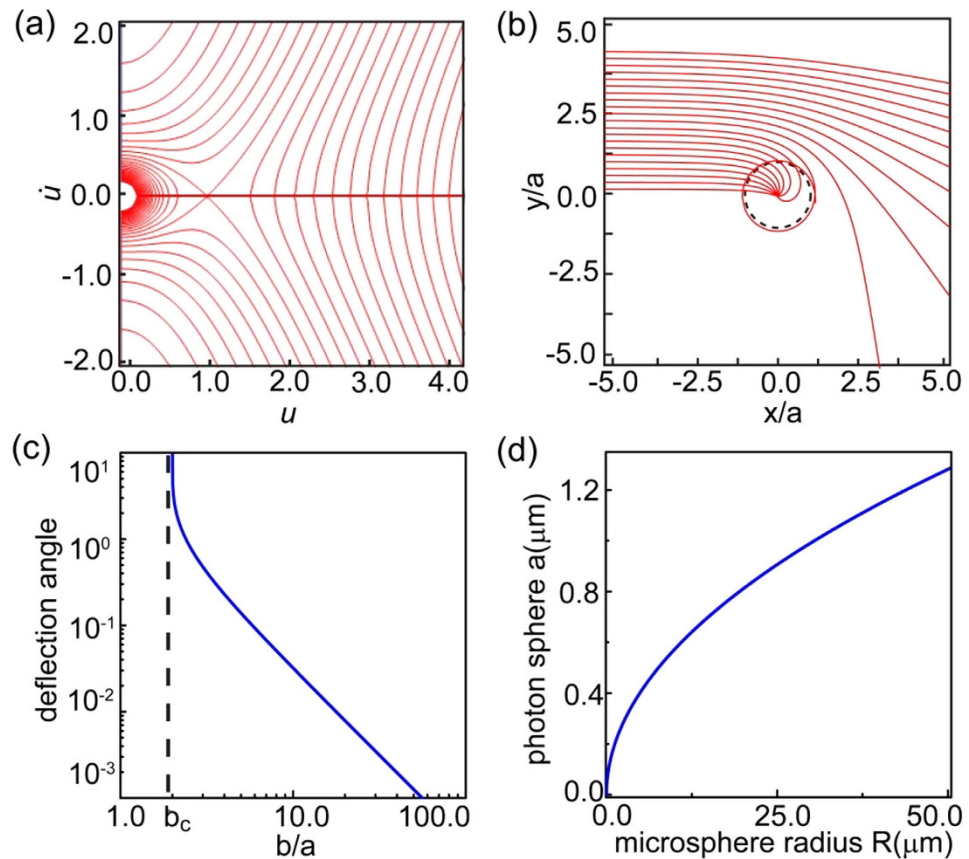 (a)
2.0
1.0
0.0
-1.0
-2.0
u̇
0.0 1.0 2.0 3.0 4.0
u
(b)
5.0
2.5
0.0
-2.5
-5.0
y/a
-5.0 -2.5 0.0 2.5 5.0
x/a
(c)
10¹
10⁰
10⁻¹
10⁻²
10⁻³
deflection angle
1.0 b꜀ 10.0 100.0
b/a
(d)
1.2
0.8
0.4
0.0
photon sphere a(μm)
0.0 25.0 50.0
microsphere radius R(μm)